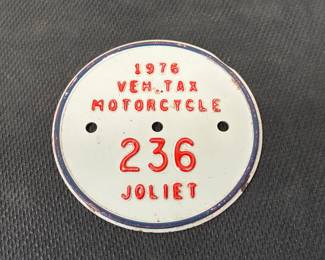 1976
VEH. TAX
MOTORCYCLE
236
JOLIET